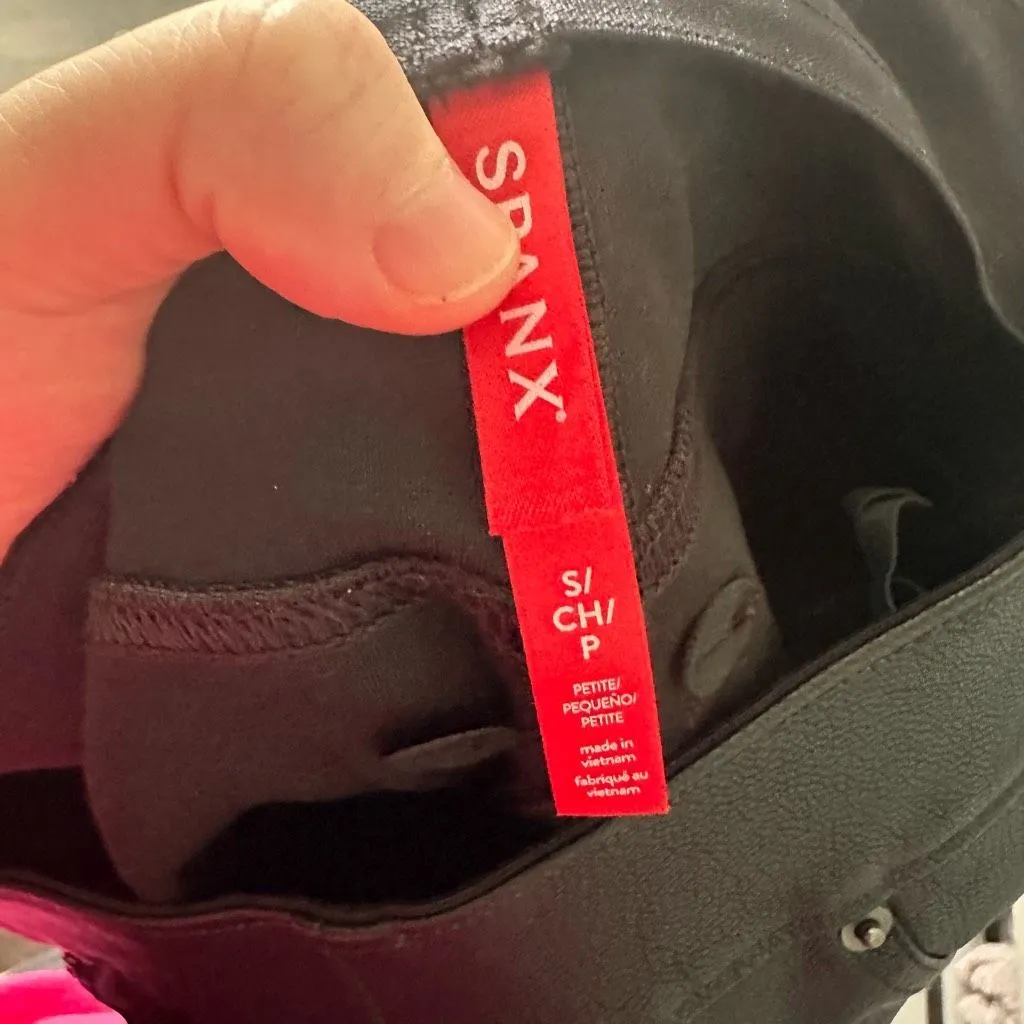 SPANX®
S/
CH/
P
PETITE/
PEQUEÑO/
PETITE
made in
vietnam
fabriqué au
vietnam